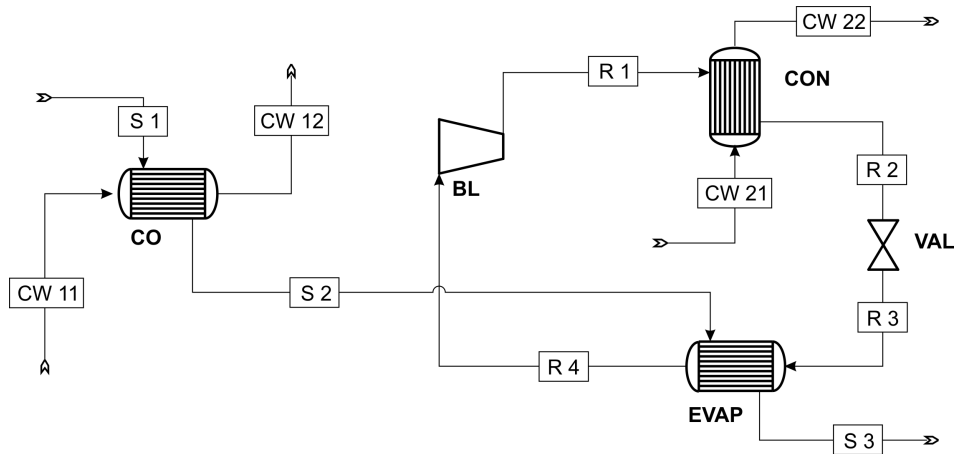 CW 22
R 1
CON
S 1
CW 12
BL
R 2
CW 21
CO
VAL
CW 11
S 2
R 3
R 4
EVAP
S 3